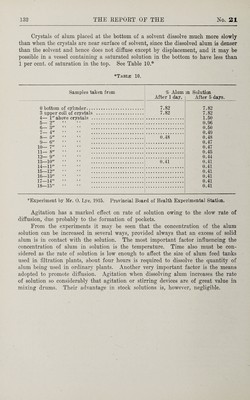 132 THE REPORT OF THE No. 21
Crystals of alum placed at the bottom of a solvent dissolve much more slowly
than when the crystals are near surface of solvent, since the dissolved alum is denser
than the solvent and hence does not diffuse except by displacement, and it may be
possible in a vessel containing a saturated solution in the bottom to have less than
1 per cent. of saturation in the top. See Table 10.*
*TABLE 10.
Samples taken from % Alum in Solution
After 1 day. After 5 days.
0 bottom of cylinder 7.82 7.82
3 upper coil of crystals 7.82 7.82
4— 1" above crystals 1.50
5— 2" " " 0.96
6— 3" " " 0.50
7— 4" " " 0.49
8— 5" " " 0.48 0.48
9— 6" " " 0.47
10— 7" " " 0.47
11— 8" " " 0.45
12— 9" " " 0.44
13—10" " " 0.41 0.41
14—11" " " 0.41
15—12" " " 0.41
16—13" " " 0.41
17—14" " " 0.41
18—15" " " 0.41
*Experiment by Mr. O. Lye, 1915. Provincial Board of Health Experimental Station.
Agitation has a marked effect on rate of solution owing to the slow rate of
diffusion, due probably to the formation of pockets.
From the experiments it may be seen that the concentration of the alum
solution can be increased in several ways, provided always that an excess of solid
alum is in contact with the solution. The most important factor influencing the
concentration of alum in solution is the temperature. Time also must be con-
sidered as the rate of solution is low enough to affect the size of alum feed tanks
used in filtration plants, about four hours is required to dissolve the quantity of
alum being used in ordinary plants. Another very important factor is the means
adopted to promote diffusion. Agitation when dissolving alum increases the rate
of solution so considerably that agitation or stirring devices are of great value in
mixing drums. Their advantage in stock solutions is, however, negligible.